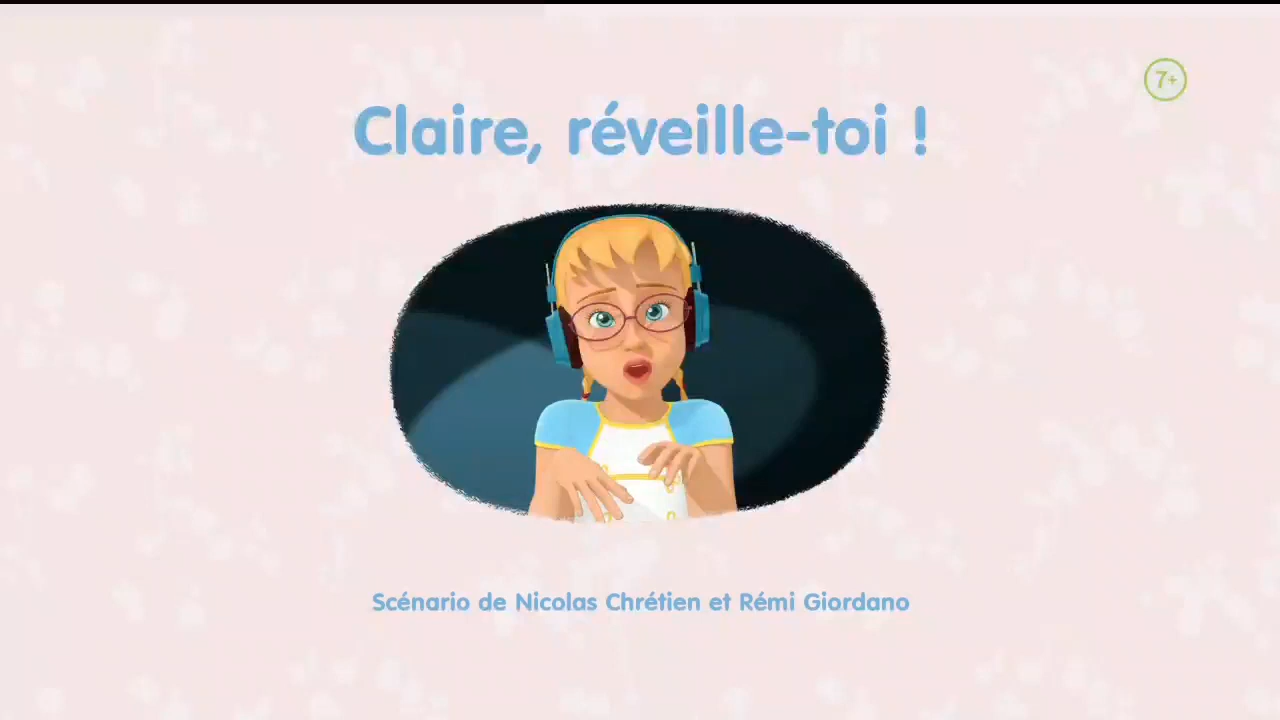 7+
Claire, réveille-toi !
Scénario de Nicolas Chrétien et Rémi Giordano